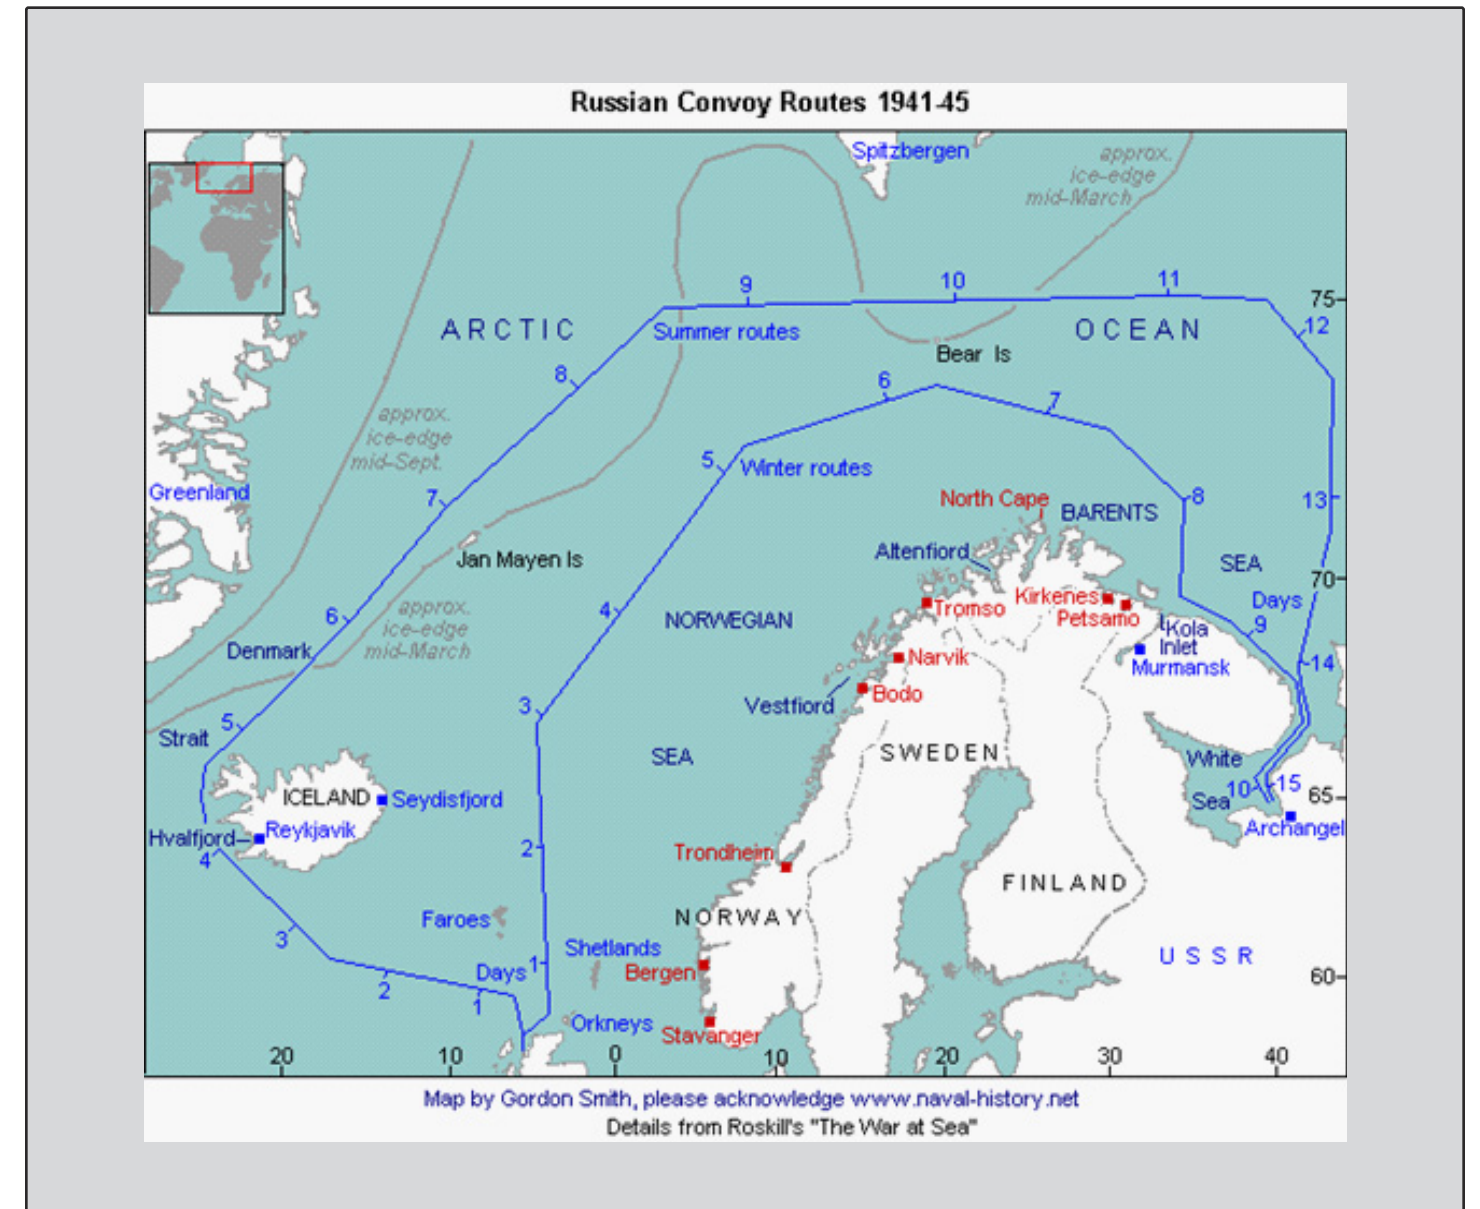 Russian Convoy Routes 1941-45
Spitzbergen
approx.
ice-edge
mid-March
9
10
11
75
12
ARCTIC
Summer routes
OCEAN
Bear Is
8
6
7
approx.
ice-edge
mid-Sept.
5
Winter routes
Greenland
7
North Cape
8
13
BARENTS
Altenfiord
Jan Mayen Is
SEA
70
approx.
ice-edge
mid-March
6
4
NORWEGIAN
Tromso
Kirkenes
Petsamo
Days
9
Kola
Inlet
Denmark
Narvik
Murmansk
14
Bodo
Vestfiord
3
5
Strait
SEA
SWEDEN
White
Sea
10
15
65
ICELAND
Seydisfjord
Reykjavik
Hvalfjord
4
2
Archangel
Trondheim
FINLAND
NORWAY
Faroes
3
Shetlands
Days
1
Bergen
USSR
60
2
1
Orkneys
Stavanger
20
10
0
10
20
30
40
Map by Gordon Smith, please acknowledge www.naval-history.net
Details from Roskill's "The War at Sea"